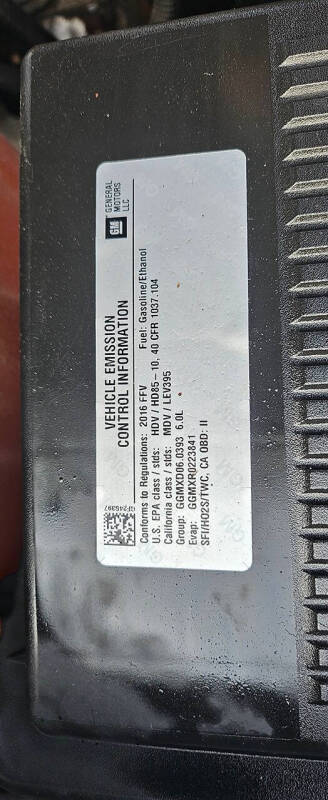 GM
GENERAL
MOTORS
LLC
VEHICLE EMISSION
CONTROL INFORMATION
Conforms to Regulations: 2016 FFV Fuel: Gasoline/Ethanol
U.S. EPA class / stds: HDV / HD85-10, 40 CFR 1037.104
California class / stds: MDV / LEV395
Group: GGMXD06.0393 6.0L
Evap: GGMXR0223841
SFI/HO2S/TWC, CA OBD: II